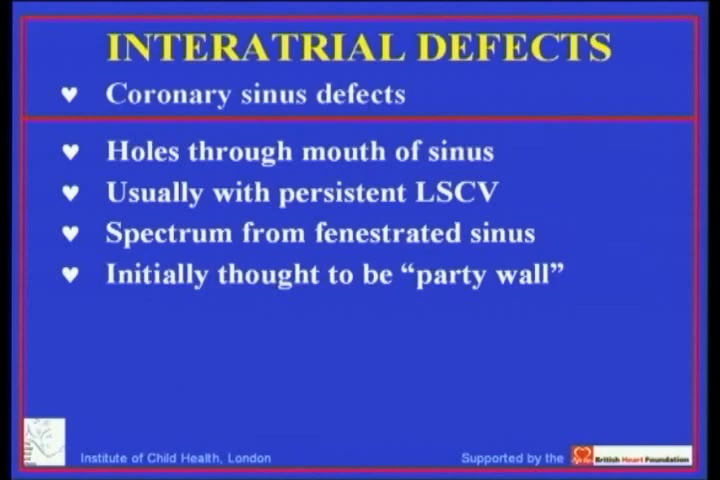 INTERATRIAL DEFECTS
♥ Coronary sinus defects
♥ Holes through mouth of sinus
♥ Usually with persistent LSCV
♥ Spectrum from fenestrated sinus
♥ Initially thought to be “party wall”
Institute of Child Health, London
Supported by the British Heart Foundation